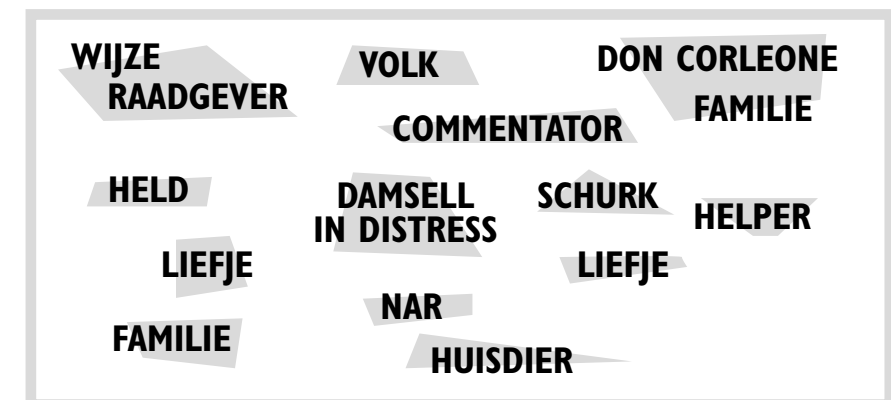 WIJZE
RAADGEVER
VOLK
DON CORLEONE
FAMILIE
COMMENTATOR
HELD
DAMSELL
IN DISTRESS
SCHURK
HELPER
LIEFJE
LIEFJE
NAR
FAMILIE
HUISDIER